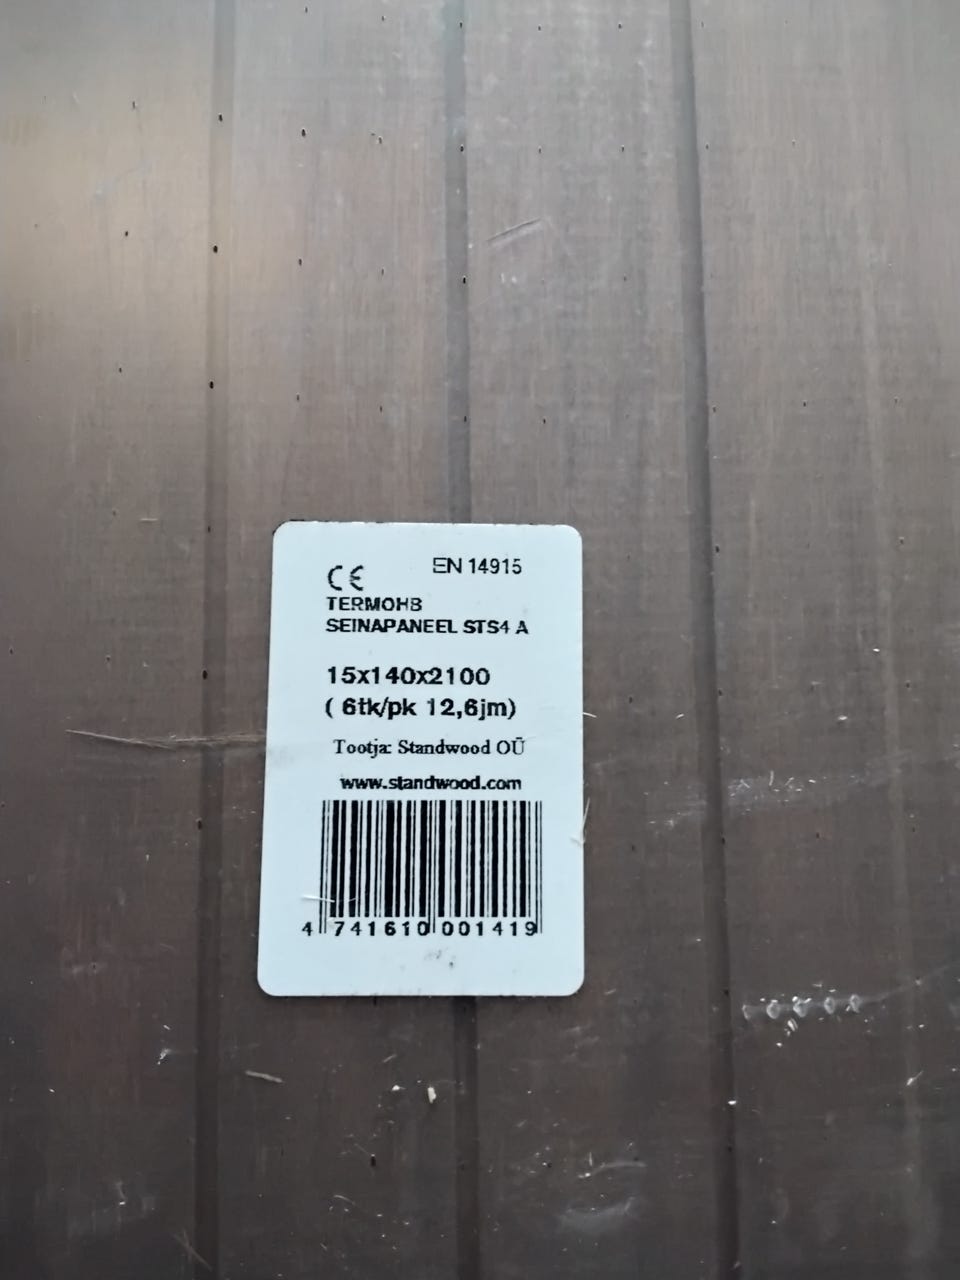 CE EN 14915
TERMOHB
SEINAPANEEL STS4 A
15x140x2100
( 6tk/pk 12,6jm)
Tootja: Standwood OÜ
www.standwood.com
4 741610 001419